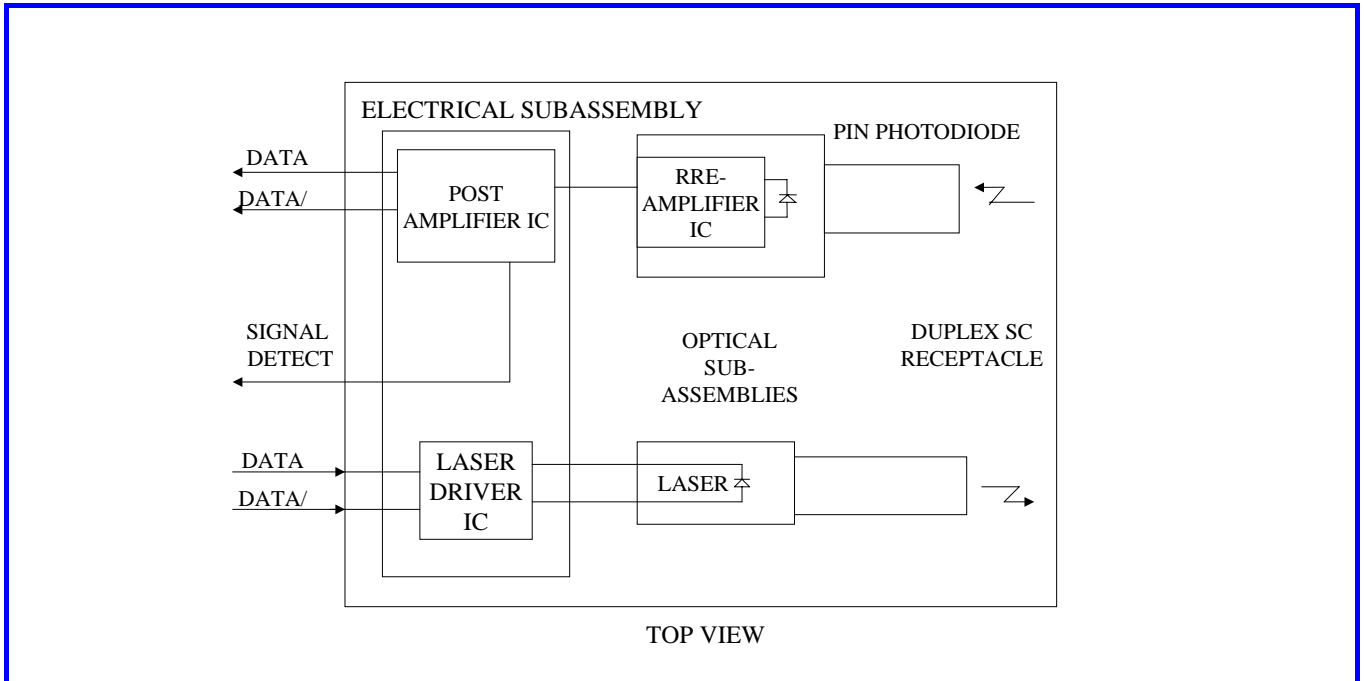 ELECTRICAL SUBASSEMBLY
PIN PHOTODIODE
DATA
DATA/
POST
AMPLIFIER IC
RRE-
AMPLIFIER
IC
SIGNAL
DETECT
OPTICAL
SUB-
ASSEMBLIES
DUPLEX SC
RECEPTACLE
DATA
DATA/
LASER
DRIVER
IC
LASER
TOP VIEW